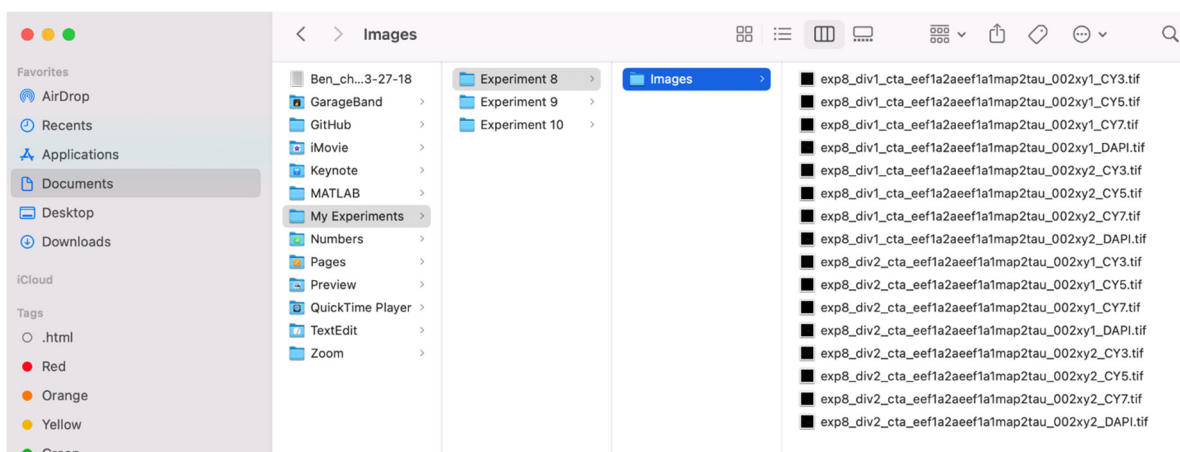 Images
Favorites
AirDrop
Recents
Applications
Documents
Desktop
Downloads
iCloud
Tags
.html
Red
Orange
Yellow
Green
Ben_ch...3-27-18
GarageBand
GitHub
iMovie
Keynote
MATLAB
My Experiments
Numbers
Pages
Preview
QuickTime Player
TextEdit
Zoom
Experiment 8
Experiment 9
Experiment 10
Images
exp8_div1_cta_eef1a2aeef1a1map2tau_002xy1_CY3.tif
exp8_div1_cta_eef1a2aeef1a1map2tau_002xy1_CY5.tif
exp8_div1_cta_eef1a2aeef1a1map2tau_002xy1_CY7.tif
exp8_div1_cta_eef1a2aeef1a1map2tau_002xy1_DAPI.tif
exp8_div1_cta_eef1a2aeef1a1map2tau_002xy2_CY3.tif
exp8_div1_cta_eef1a2aeef1a1map2tau_002xy2_CY5.tif
exp8_div1_cta_eef1a2aeef1a1map2tau_002xy2_CY7.tif
exp8_div1_cta_eef1a2aeef1a1map2tau_002xy2_DAPI.tif
exp8_div2_cta_eef1a2aeef1a1map2tau_002xy1_CY3.tif
exp8_div2_cta_eef1a2aeef1a1map2tau_002xy1_CY5.tif
exp8_div2_cta_eef1a2aeef1a1map2tau_002xy1_CY7.tif
exp8_div2_cta_eef1a2aeef1a1map2tau_002xy1_DAPI.tif
exp8_div2_cta_eef1a2aeef1a1map2tau_002xy2_CY3.tif
exp8_div2_cta_eef1a2aeef1a1map2tau_002xy2_CY5.tif
exp8_div2_cta_eef1a2aeef1a1map2tau_002xy2_CY7.tif
exp8_div2_cta_eef1a2aeef1a1map2tau_002xy2_DAPI.tif